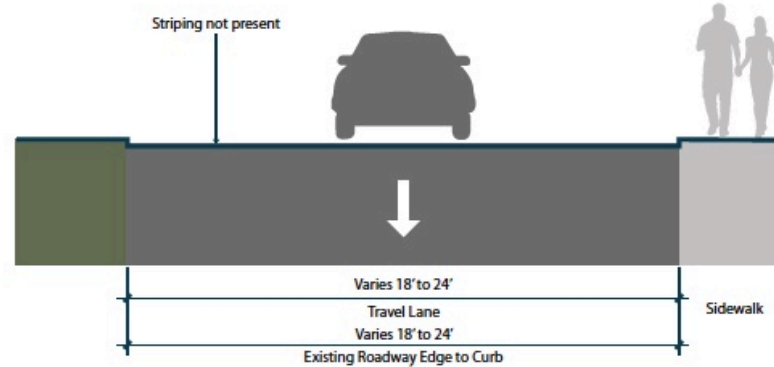 Striping not present
Varies 18' to 24'
Travel Lane
Sidewalk
Varies 18' to 24'
Existing Roadway Edge to Curb